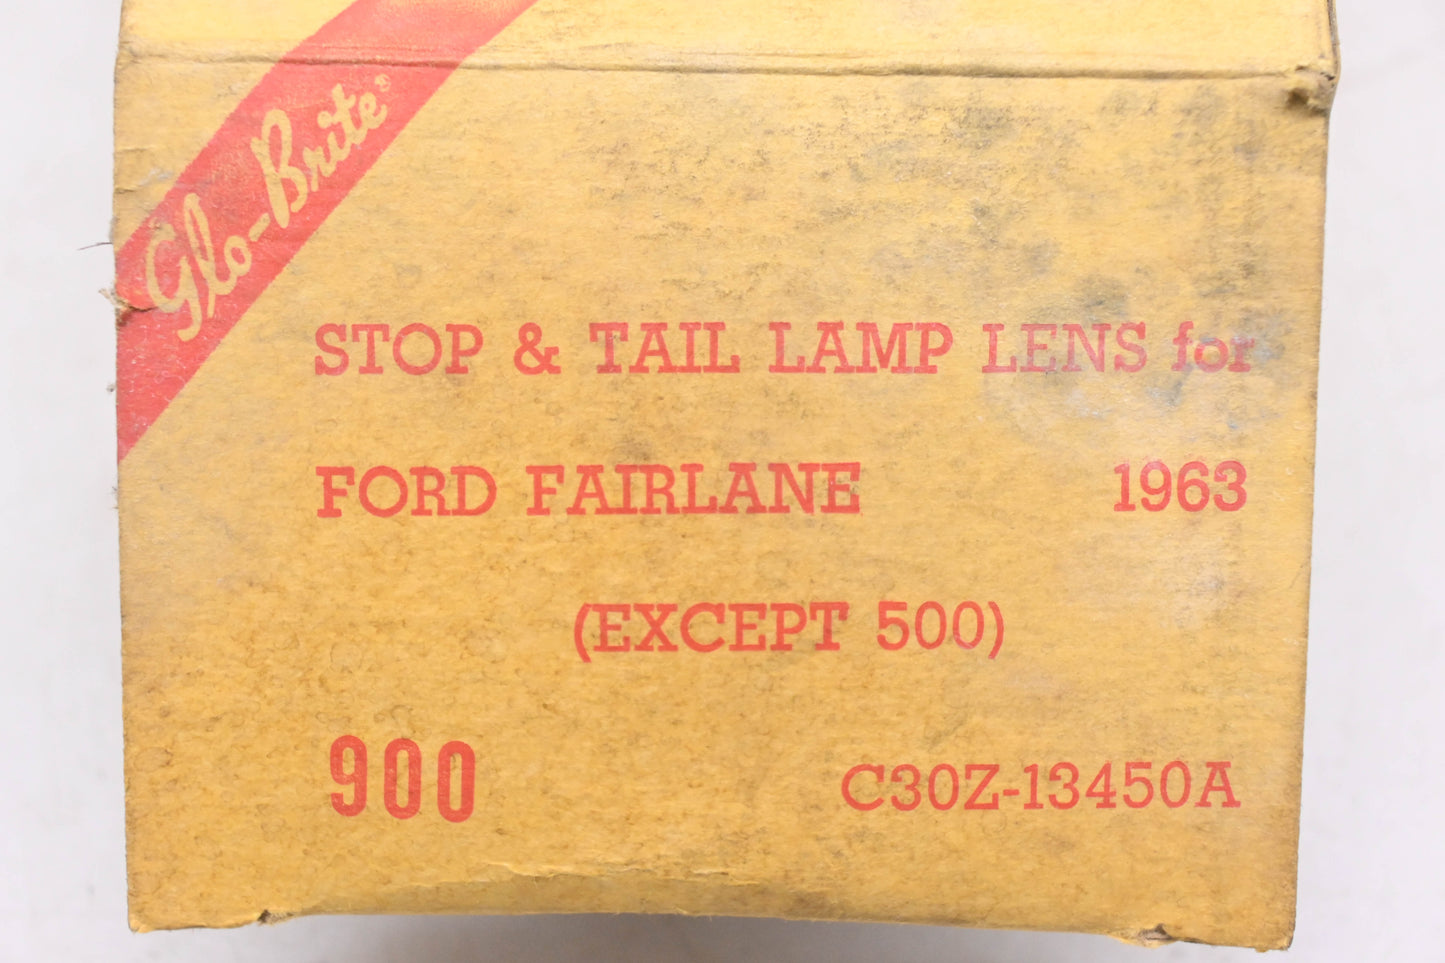 Glo-Brite®
STOP & TAIL LAMP LENS for
FORD FAIRLANE 1963
(EXCEPT 500)
900 C30Z-13450A